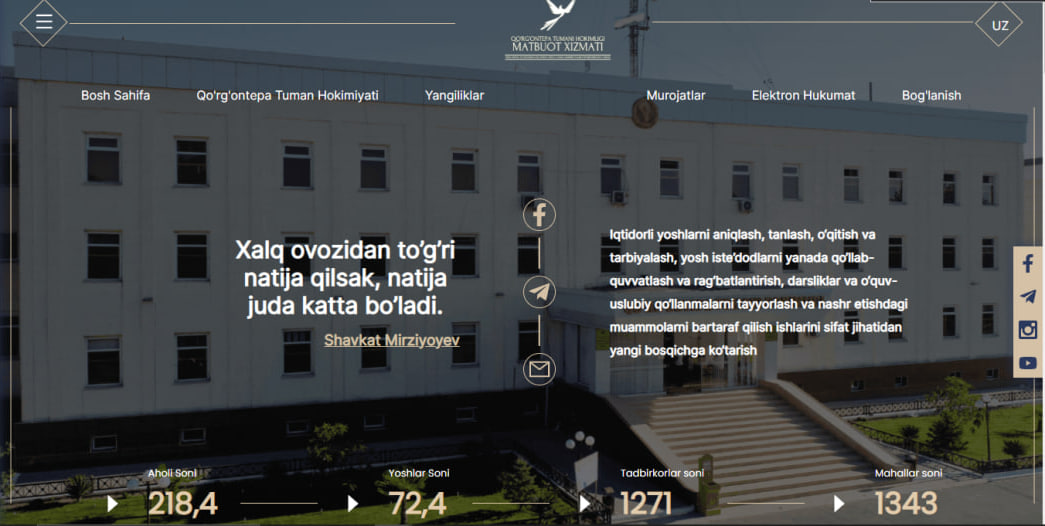 QO'RG'ONTEPA TUMANI HOKIMLIGI
MATBUOT XIZMATI
UZ
Bosh Sahifa
Qo'rg'ontepa Tuman Hokimiyati
Yangiliklar
Murojatlar
Elektron Hukumat
Bog'lanish
Xalq ovozidan to'g'ri
natija qilsak, natija
juda katta bo'ladi.
Shavkat Mirziyoyev
Iqtidorli yoshlarni aniqlash, tanlash, o'qitish va
tarbiyalash, yosh iste'dodlarni yanada qo'llab-
quvvatlash va rag'batlantirish, darsliklar va o'quv-
uslubiy qo'llanmalarni tayyorlash va nashr etishdagi
muammolarni bartaraf qilish ishlarini sifat jihatidan
yangi bosqichga ko'tarish
Aholi Soni
218,4
Yoshlar Soni
72,4
Tadbirkorlar soni
1271
Mahallar soni
1343